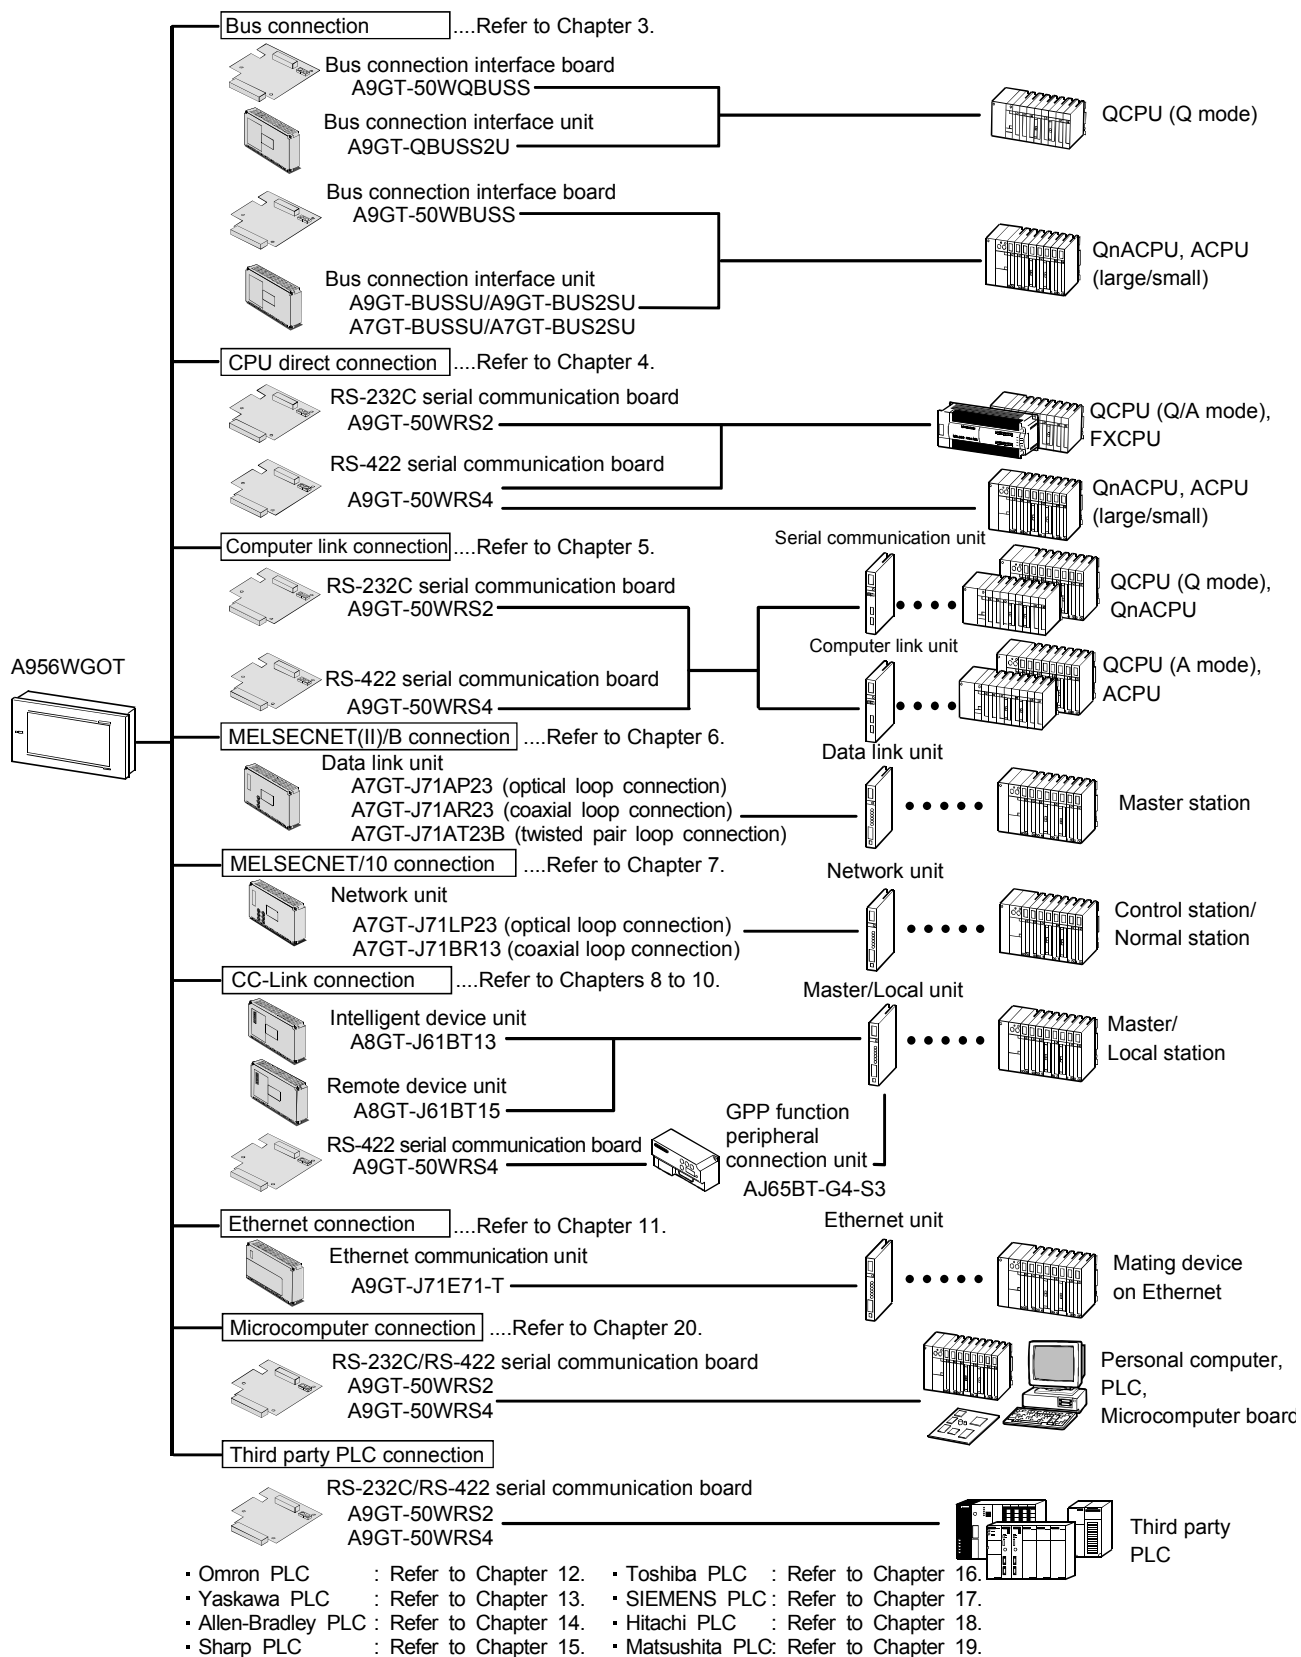 Bus connection ....Refer to Chapter 3.
Bus connection interface board
A9GT-50WQBUSS
Bus connection interface unit
A9GT-QBUSS2U
QCPU (Q mode)
Bus connection interface board
A9GT-50WBUSS
Bus connection interface unit
A9GT-BUSSU/A9GT-BUS2SU
A7GT-BUSSU/A7GT-BUS2SU
QnACPU, ACPU
(large/small)
CPU direct connection ....Refer to Chapter 4.
RS-232C serial communication board
A9GT-50WRS2
RS-422 serial communication board
A9GT-50WRS4
QCPU (Q/A mode),
FXCPU
QnACPU, ACPU
(large/small)
Computer link connection ....Refer to Chapter 5.
RS-232C serial communication board
A9GT-50WRS2
RS-422 serial communication board
A9GT-50WRS4
Serial communication unit
QCPU (Q mode),
QnACPU
Computer link unit
QCPU (A mode),
ACPU
A956WGOT
MELSECNET(II)/B connection ....Refer to Chapter 6.
Data link unit
A7GT-J71AP23 (optical loop connection)
A7GT-J71AR23 (coaxial loop connection)
A7GT-J71AT23B (twisted pair loop connection)
Data link unit
Master station
MELSECNET/10 connection ....Refer to Chapter 7.
Network unit
A7GT-J71LP23 (optical loop connection)
A7GT-J71BR13 (coaxial loop connection)
Network unit
Control station/
Normal station
CC-Link connection ....Refer to Chapters 8 to 10.
Intelligent device unit
A8GT-J61BT13
Remote device unit
A8GT-J61BT15
RS-422 serial communication board
A9GT-50WRS4
Master/Local unit
Master/
Local station
GPP function
peripheral
connection unit
AJ65BT-G4-S3
Ethernet connection ....Refer to Chapter 11.
Ethernet communication unit
A9GT-J71E71-T
Ethernet unit
Mating device
on Ethernet
Microcomputer connection ....Refer to Chapter 20.
RS-232C/RS-422 serial communication board
A9GT-50WRS2
A9GT-50WRS4
Personal computer,
PLC,
Microcomputer board
Third party PLC connection
RS-232C/RS-422 serial communication board
A9GT-50WRS2
A9GT-50WRS4
Third party
PLC
· Omron PLC : Refer to Chapter 12. · Toshiba PLC : Refer to Chapter 16.
· Yaskawa PLC : Refer to Chapter 13. · SIEMENS PLC : Refer to Chapter 17.
· Allen-Bradley PLC : Refer to Chapter 14. · Hitachi PLC : Refer to Chapter 18.
· Sharp PLC : Refer to Chapter 15. · Matsushita PLC: Refer to Chapter 19.